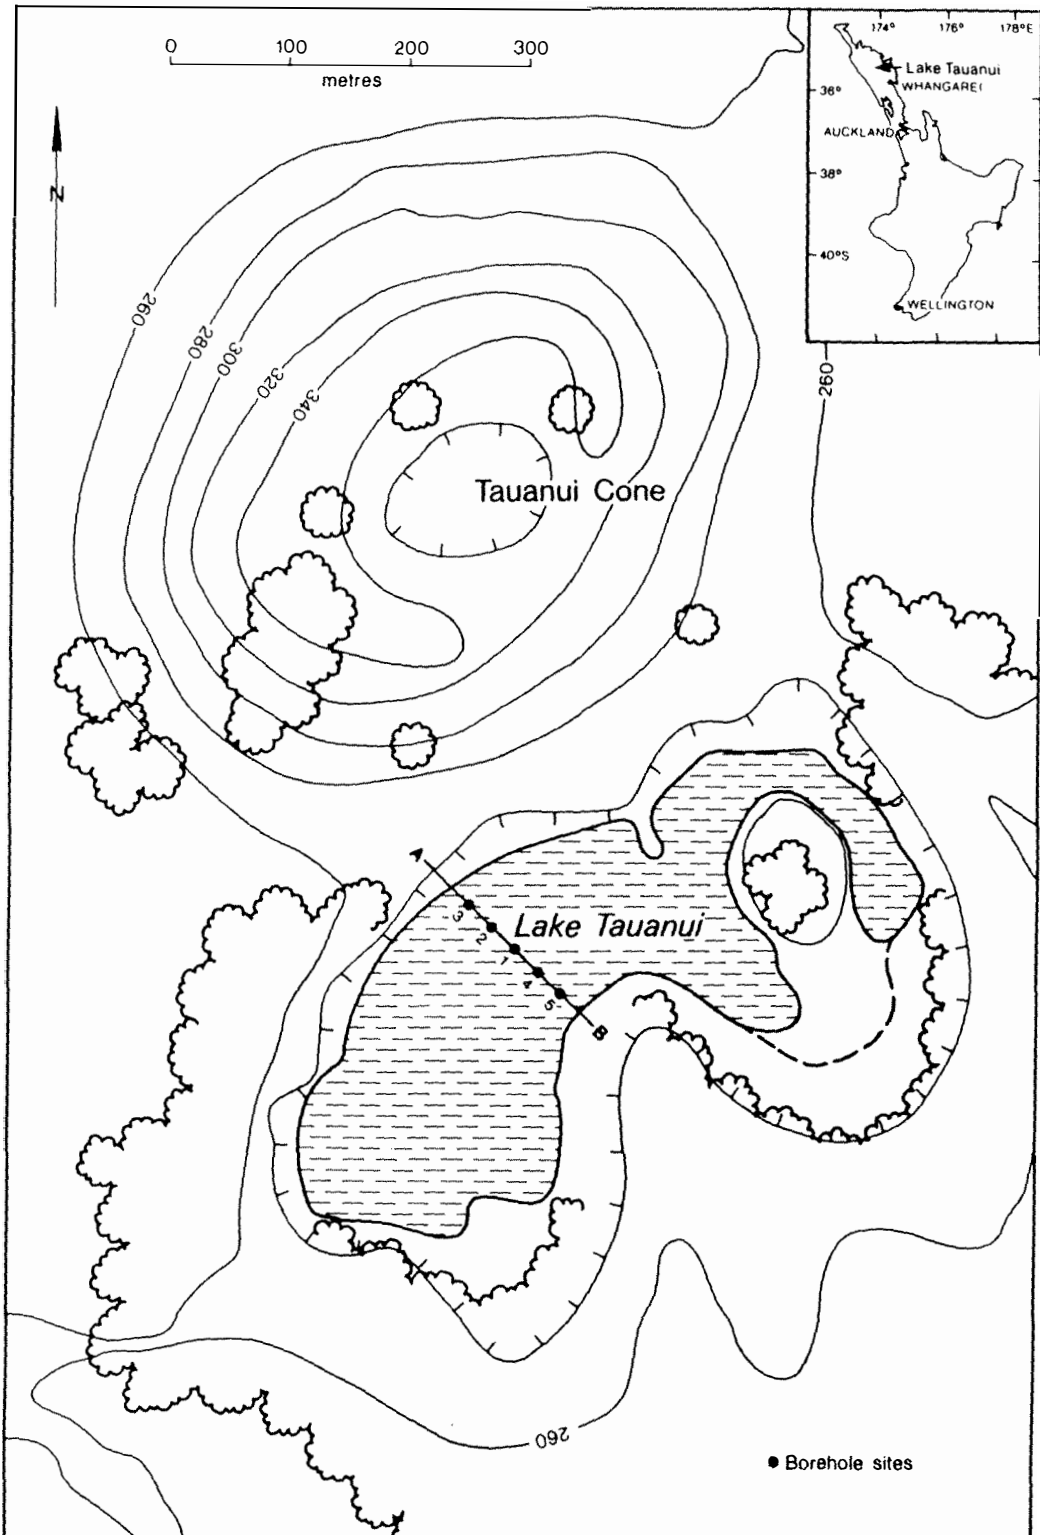 0 100 200 300
metres
N
174° 176° 178°E
Lake Tauanui
WHANGAREI
36°
AUCKLAND
38°
40°S
WELLINGTON
260
280
300
320
340
260
Tauanui Cone
A
3
2
1
4
5
B
Lake Tauanui
260
Borehole sites